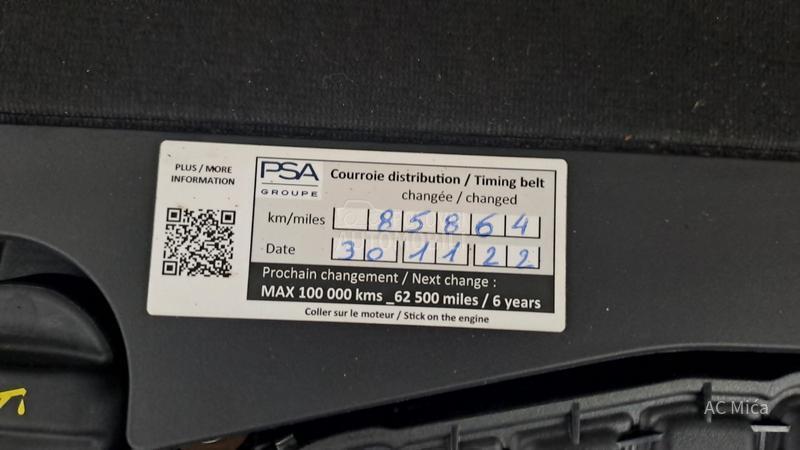 PLUS / MORE
INFORMATION
PSA
GROUPE
Courroie distribution / Timing belt
changée / changed
km/miles 85864
Date 30 11 22
Prochain changement / Next change :
MAX 100 000 kms _62 500 miles / 6 years
Coller sur le moteur / Stick on the engine
AC Mića